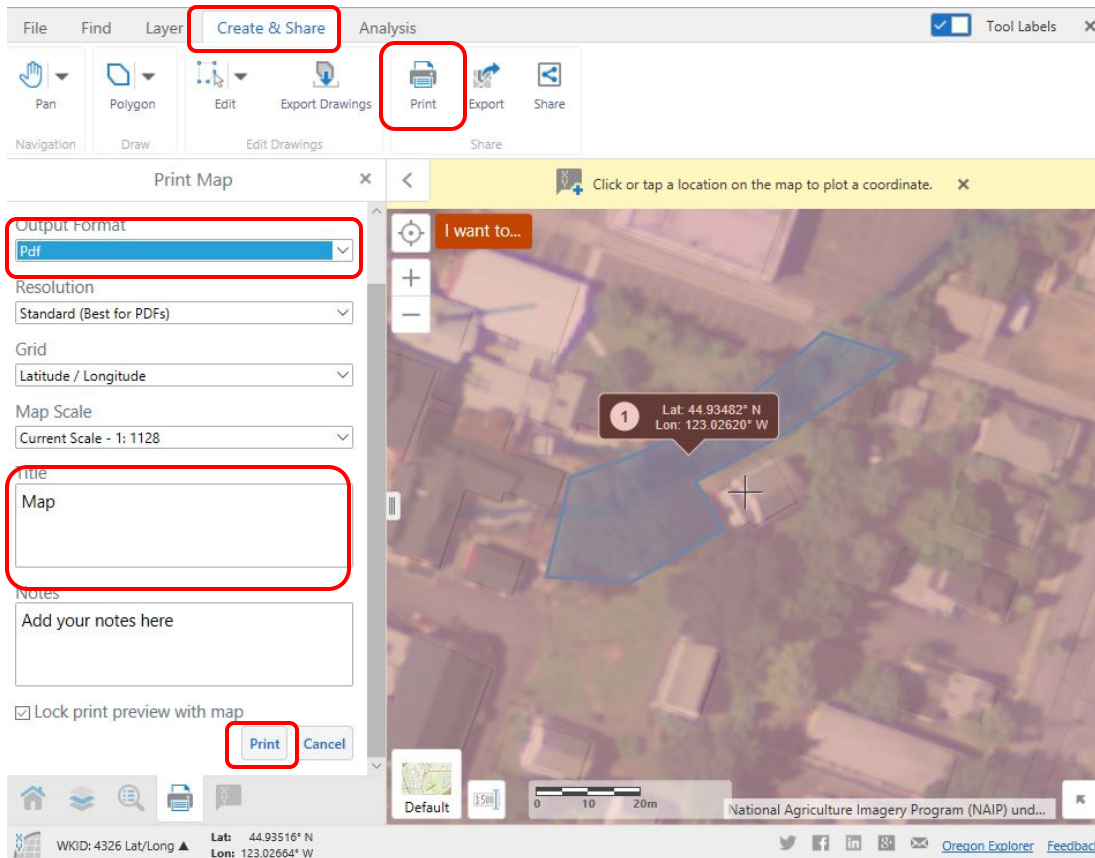 File Find Layer Create & Share Analysis Tool Labels
Pan Polygon Edit Export Drawings Print Export Share
Navigation Draw Edit Drawings Share
Print Map
Click or tap a location on the map to plot a coordinate.
Output Format
Pdf
I want to...
Resolution
Standard (Best for PDFs)
Grid
Latitude / Longitude
Map Scale
Current Scale - 1: 1128
1
Lat: 44.93482° N
Lon: 123.02620° W
Title
Map
Notes
Add your notes here
Lock print preview with map
Print Cancel
Default
1:500
0 10 20m
National Agriculture Imagery Program (NAIP) und...
WKID: 4326 Lat/Long ▲
Lat: 44.93516° N
Lon: 123.02664° W
Oregon Explorer Feedback